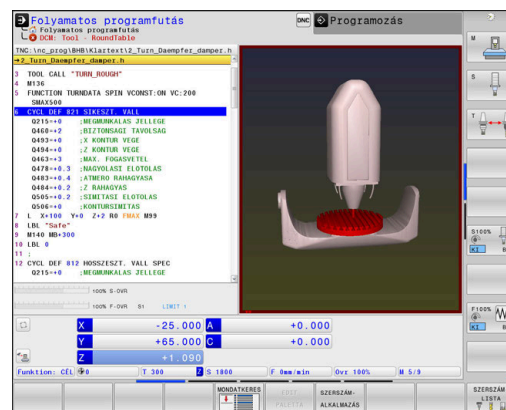 Folyamatos programfutás
DNC
Programozás
Folyamatos programfutás
DCM: Tool - RoundTable
TNC:\nc_prog\BHB\Klartext\2_Turn_Daempfer_damper.h
→2_Turn_Daempfer_damper.h
3 TOOL CALL "TURN_ROUGH"
4 M136
5 FUNCTION TURNDATA SPIN VCONST:ON VC:200
SMAX500
6 CYCL DEF 821 SIKESZT. VALL
Q215=+0 ;MEGMUNKALAS JELLEGE
Q460=+2 ;BIZTONSAGI TAVOLSAG
Q493=+0 ;X KONTUR VEGE
Q494=+0 ;Z KONTUR VEGE
Q463=+3 ;MAX. FOGASVETEL
Q478=+0.3 ;NAGYOLASI ELOTOLAS
Q483=+0.4 ;ATMERO RAHAGYASA
Q484=+0.2 ;Z RAHAGYAS
Q505=+0.2 ;SIMITASI ELOTOLAS
Q506=+0 ;KONTURSIMITAS
7 L X+100 Y+0 Z+2 R0 FMAX M99
8 LBL "Safe"
9 M140 MB+300
10 LBL 0
11 ;
12 CYCL DEF 812 HOSSZESZT. VALL SPEC
Q215=+0 ;MEGMUNKALAS JELLEGE
100% S-OVR
100% F-OVR S1 LIMIT 1
X -25.000 A +0.000
Y +65.000 C +0.000
Z +1.090
Funktion: CÉL 0 T 300 Z S 1800 F 0mm/min Ovr 100% M 5/9
M
S
T
S100%
KI
F100%
KI
MONDATKERES
SZERSZÁM-
ALKALMAZÁS
SZERSZÁM
LISTA